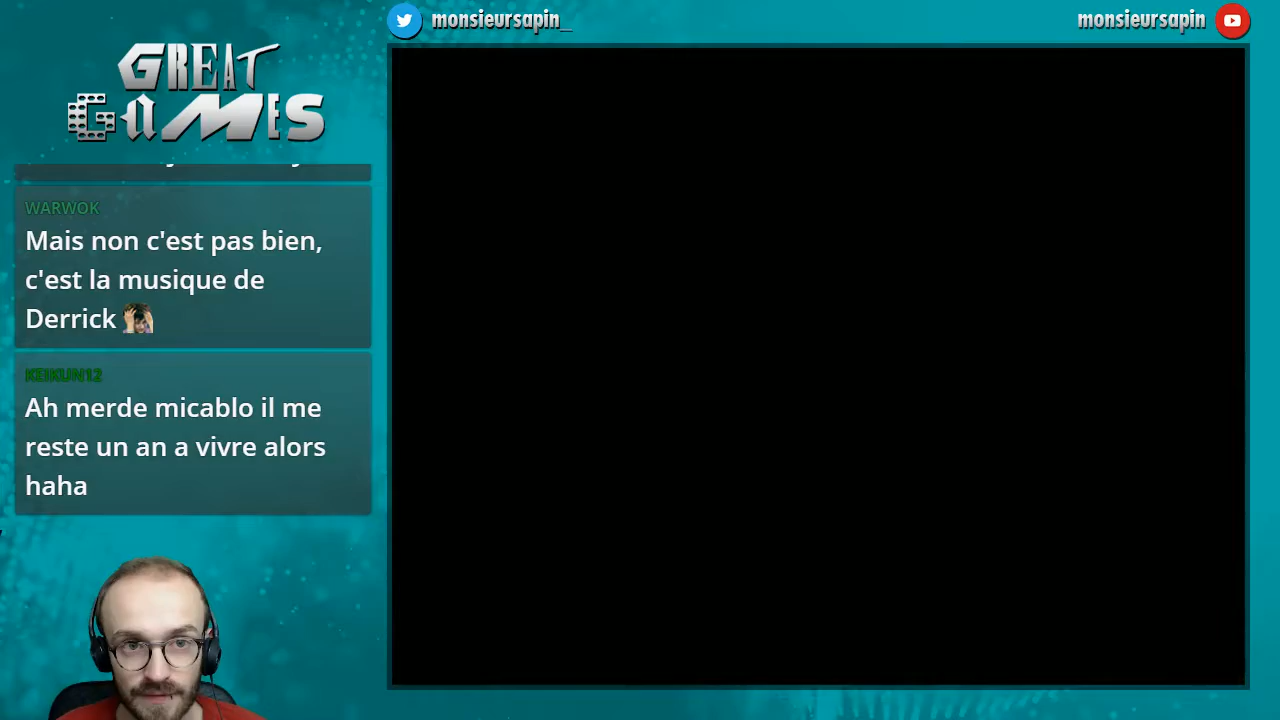 monsieursapin_
monsieursapin
GREAT
GAMES
WARWOK
Mais non c'est pas bien,
c'est la musique de
Derrick
KEIKUN12
Ah merde micablo il me
reste un an a vivre alors
haha